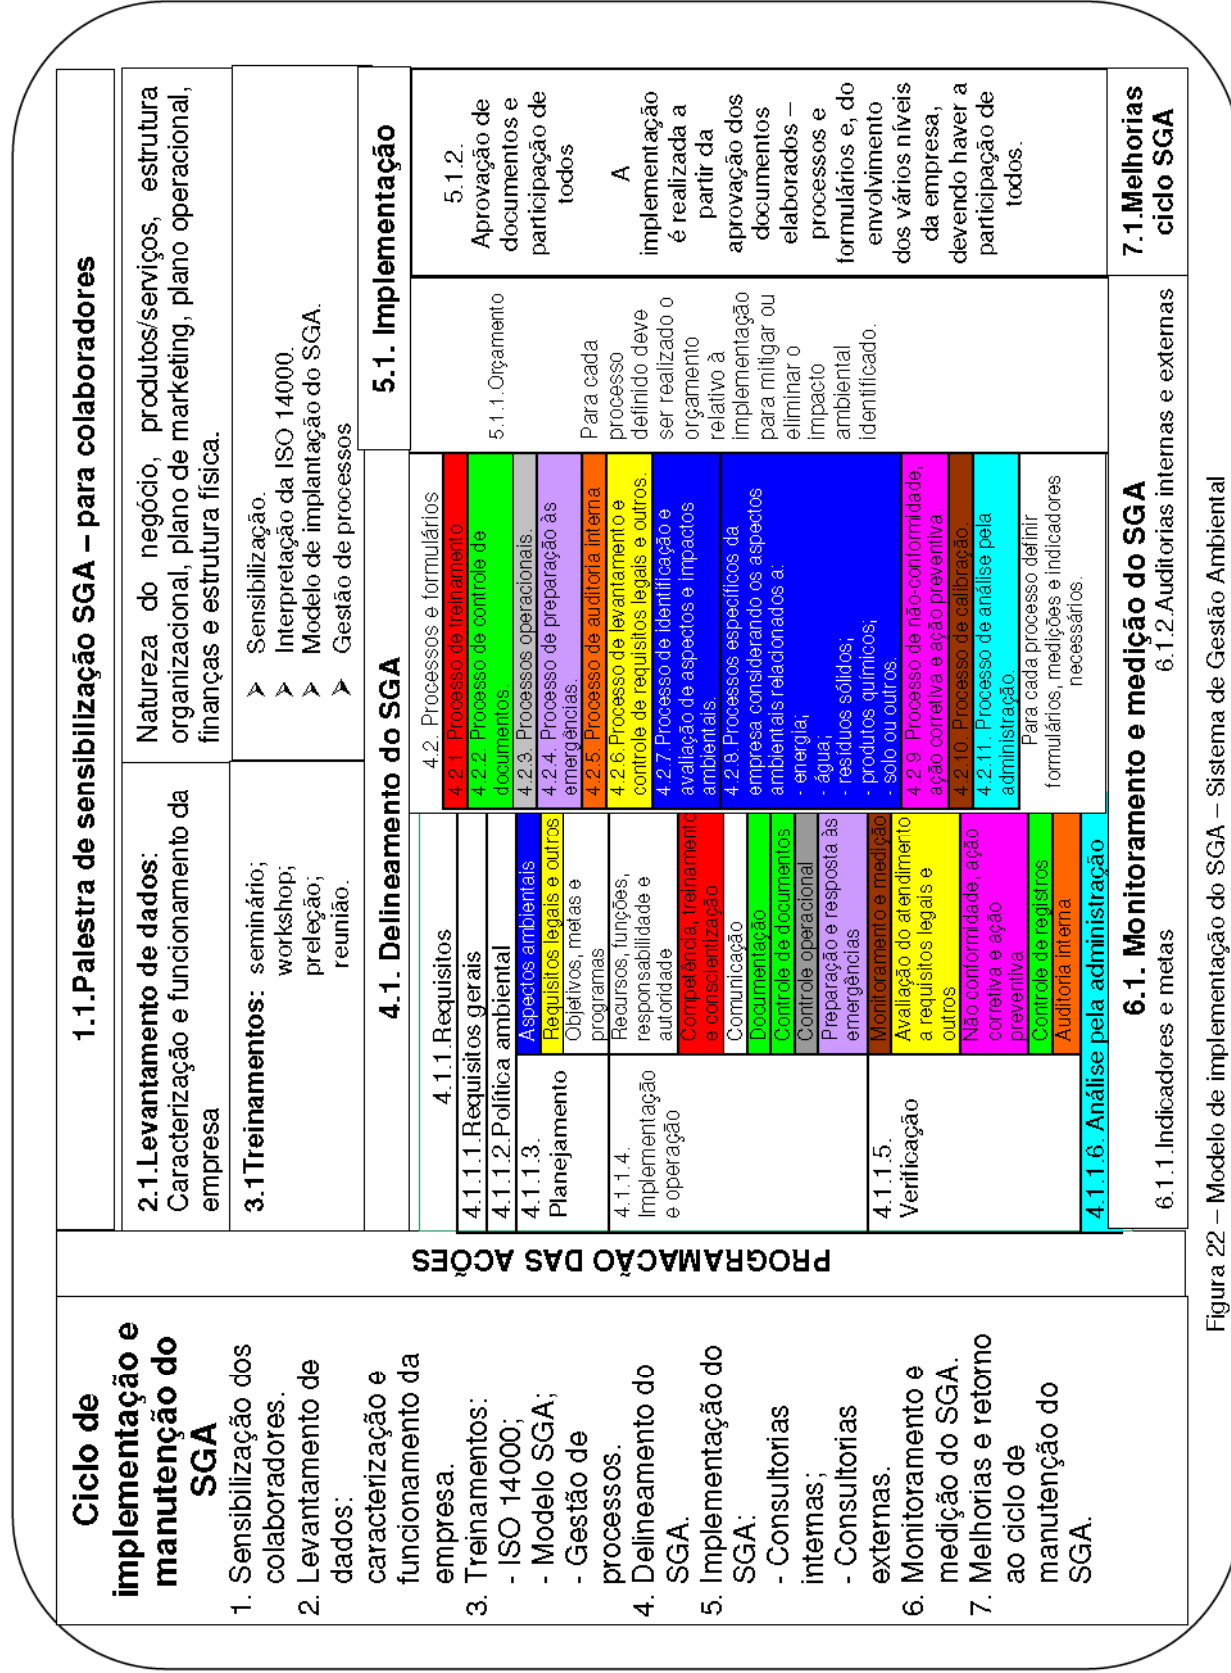 Ciclo de
implementação e
manutenção do
SGA
1. Sensibilização dos
colaboradores.
2. Levantamento de
dados:
caracterização e
funcionamento da
empresa.
3. Treinamentos:
- ISO 14000;
- Modelo SGA;
- Gestão de
processos.
4. Delineamento do
SGA.
5. Implementação do
SGA:
- Consultorias
internas;
- Consultorias
externas.
6. Monitoramento e
medição do SGA.
7. Melhorias e retorno
ao ciclo de
manutenção do
SGA.
PROGRAMAÇÃO DAS AÇÕES
1.1.Palestra de sensibilização SGA – para colaboradores
2.1.Levantamento de dados:
Caracterização e funcionamento da
empresa
Natureza do negócio, produtos/serviços, estrutura
organizacional, plano de marketing, plano operacional,
finanças e estrutura física.
3.1Treinamentos: seminário;
workshop;
preleção;
reunião.
➢ Sensibilização.
➢ Interpretação da ISO 14000.
➢ Modelo de implantação do SGA.
➢ Gestão de processos
4.1. Delineamento do SGA
4.1.1.Requisitos
4.1.1.1.Requisitos gerais
4.1.1.2.Política ambiental
4.1.1.3.
Planejamento
Aspectos ambientais
Requisitos legais e outros
Objetivos, metas e
programas
4.1.1.4.
Implementação
e operação
Recursos, funções,
responsabilidade e
autoridade
Competência, treinamento
e conscientização
Comunicação
Documentação
Controle de documentos
Controle operacional
Preparação e resposta às
emergências
4.1.1.5.
Verificação
Monitoramento e medição
Avaliação do atendimento
a requisitos legais e
outros
Não conformidade, ação
corretiva e ação
preventiva
Controle de registros
Auditoria interna
4.1.1.6. Análise pela administração
4.2. Processos e formulários
4.2.1. Processo de treinamento
4.2.2. Processo de controle de
documentos.
4.2.3. Processos operacionais.
4.2.4. Processo de preparação às
emergências.
4.2.5. Processo de auditoria interna
4.2.6.Processo de levantamento e
controle de requisitos legais e outros.
4.2.7. Processo de identificação e
avaliação de aspectos e impactos
ambientais.
4.2.8.Processos específicos da
empresa considerando os aspectos
ambientais relacionados a:
- energia;
- água;
- resíduos sólidos;
- produtos químicos;
- solo ou outros.
4.2.9. Processo de não-conformidade,
ação corretiva e ação preventiva.
4.2.10. Processo de calibração.
4.2.11. Processo de análise pela
administração.
Para cada processo definir
formulários, medições e indicadores
necessários.
5.1. Implementação
5.1.1.Orçamento
Para cada
processo
definido deve
ser realizado o
orçamento
relativo à
implementação
para mitigar ou
eliminar o
impacto
ambiental
identificado.
5.1.2.
Aprovação de
documentos e
participação de
todos
A
implementação
é realizada a
partir da
aprovação dos
documentos
elaborados –
processos e
formulários e, do
envolvimento
dos vários níveis
da empresa,
devendo haver a
participação de
todos.
6.1. Monitoramento e medição do SGA
6.1.1.Indicadores e metas
6.1.2.Auditorias internas e externas
7.1.Melhorias
ciclo SGA
Figura 22 – Modelo de implementação do SGA – Sistema de Gestão Ambiental